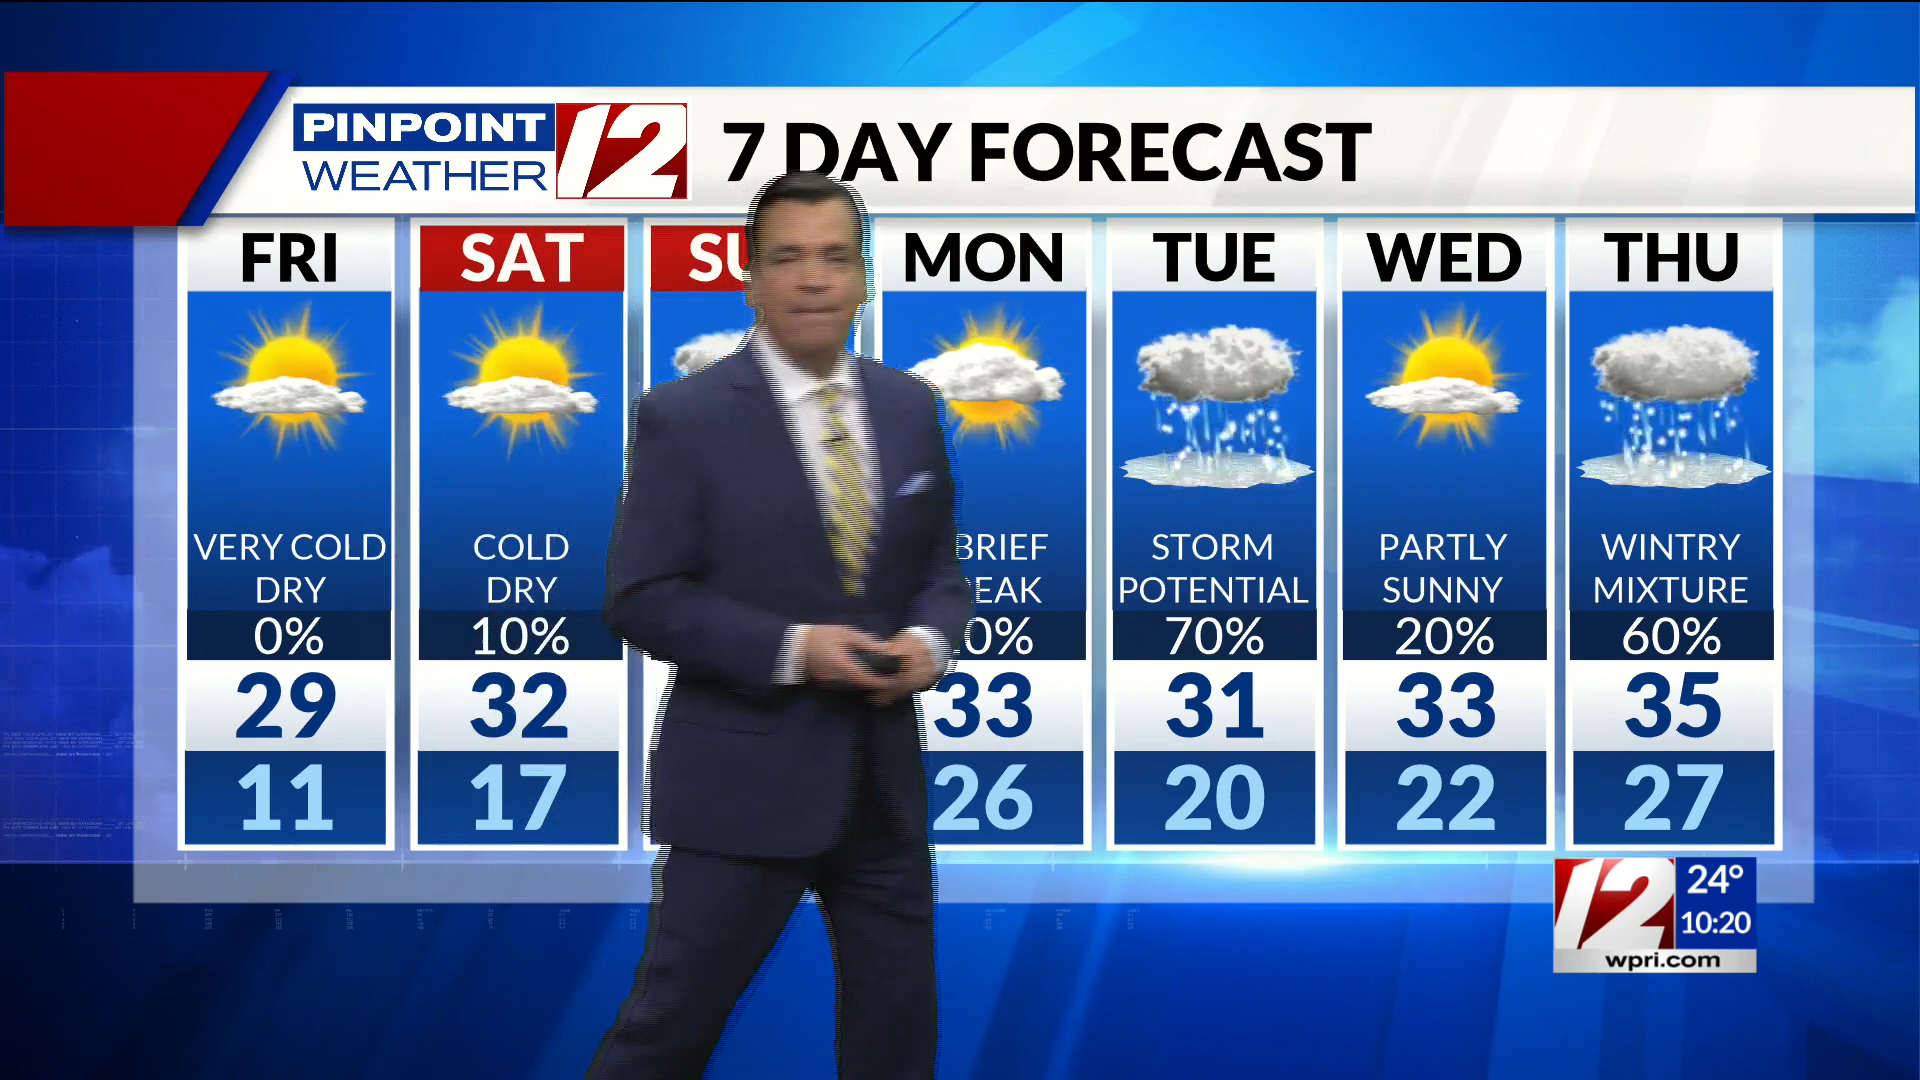 PINPOINT
WEATHER
12
7 DAY FORECAST
FRI
VERY COLD
DRY
0%
29
11
SAT
COLD
DRY
10%
32
17
MON
BRIEF
33
26
TUE
STORM
POTENTIAL
70%
31
20
WED
PARTLY
SUNNY
20%
33
22
THU
WINTRY
MIXTURE
60%
35
27
12
24°
10:20
wpri.com